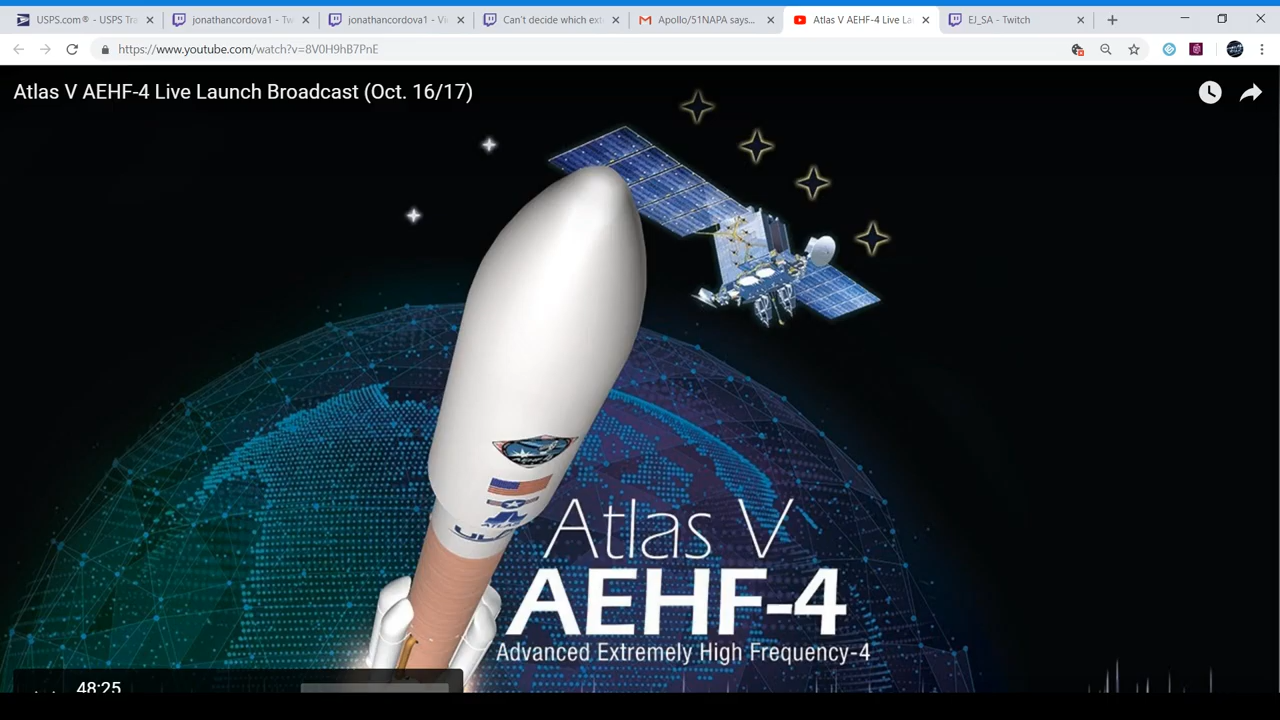 USPS.com® - USPS Tra
jonathancordova1 - Tw
jonathancordova1 - Vi
Can't decide which ext
Apollo/51NAPA says...
Atlas V AEHF-4 Live La
EJ_SA - Twitch
https://www.youtube.com/watch?v=8V0H9hB7PnE
Atlas V AEHF-4 Live Launch Broadcast (Oct. 16/17)
ATLAS
ULA
Atlas V
AEHF-4
Advanced Extremely High Frequency-4
48:25